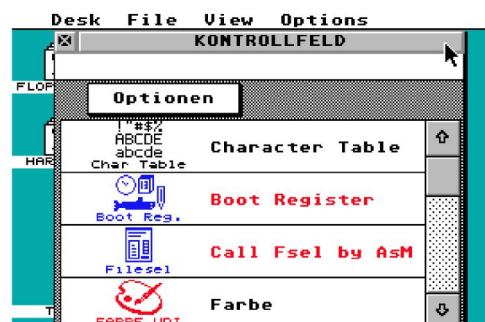 Desk File View Options
KONTROLLFELD
FLOP
Optionen
!"#$%
ABCDE
abcde
Char Table
Character Table
HAR
Boot Reg.
Boot Register
Filesel
Call Fsel by AsM
Farbe
T